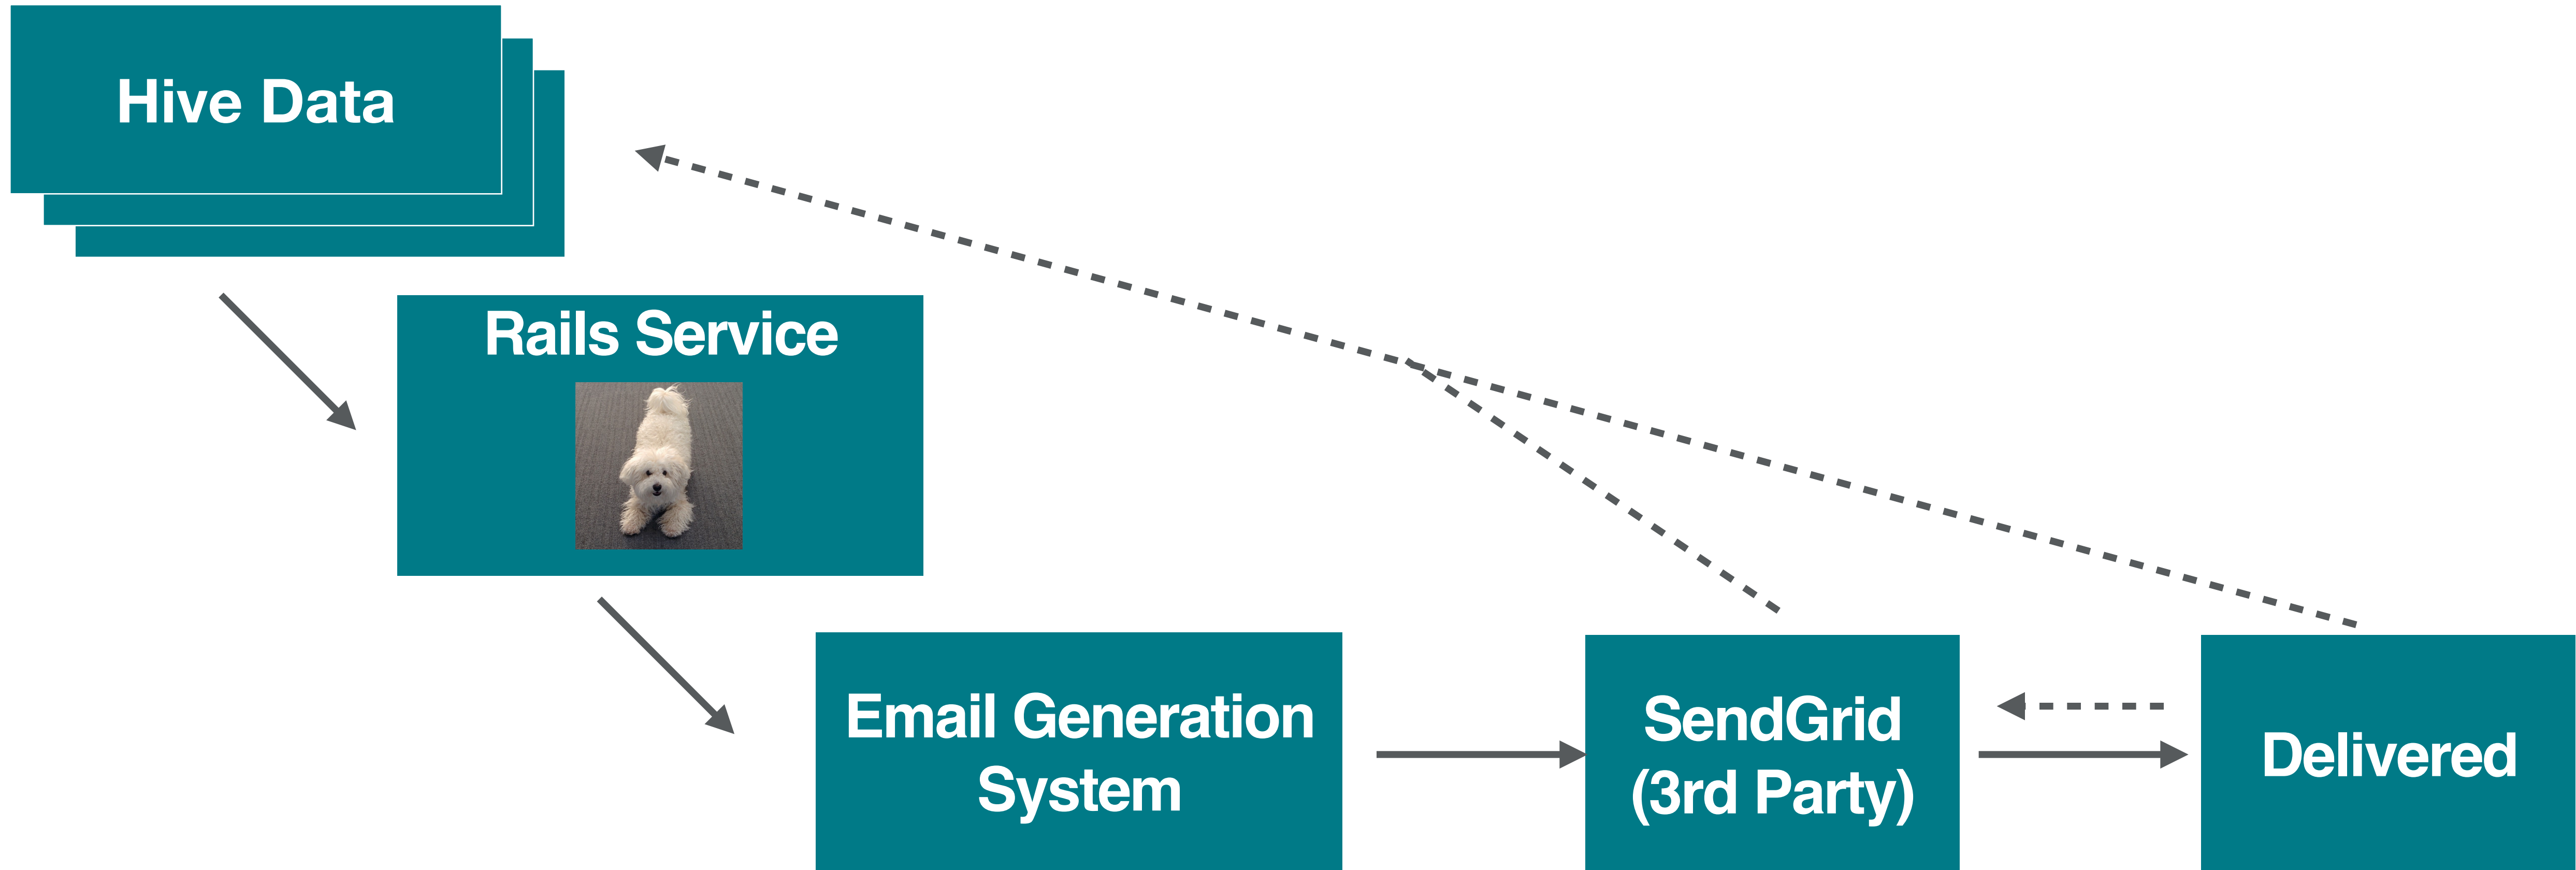 Hive Data
Rails Service
Email Generation
System
SendGrid
(3rd Party)
Delivered